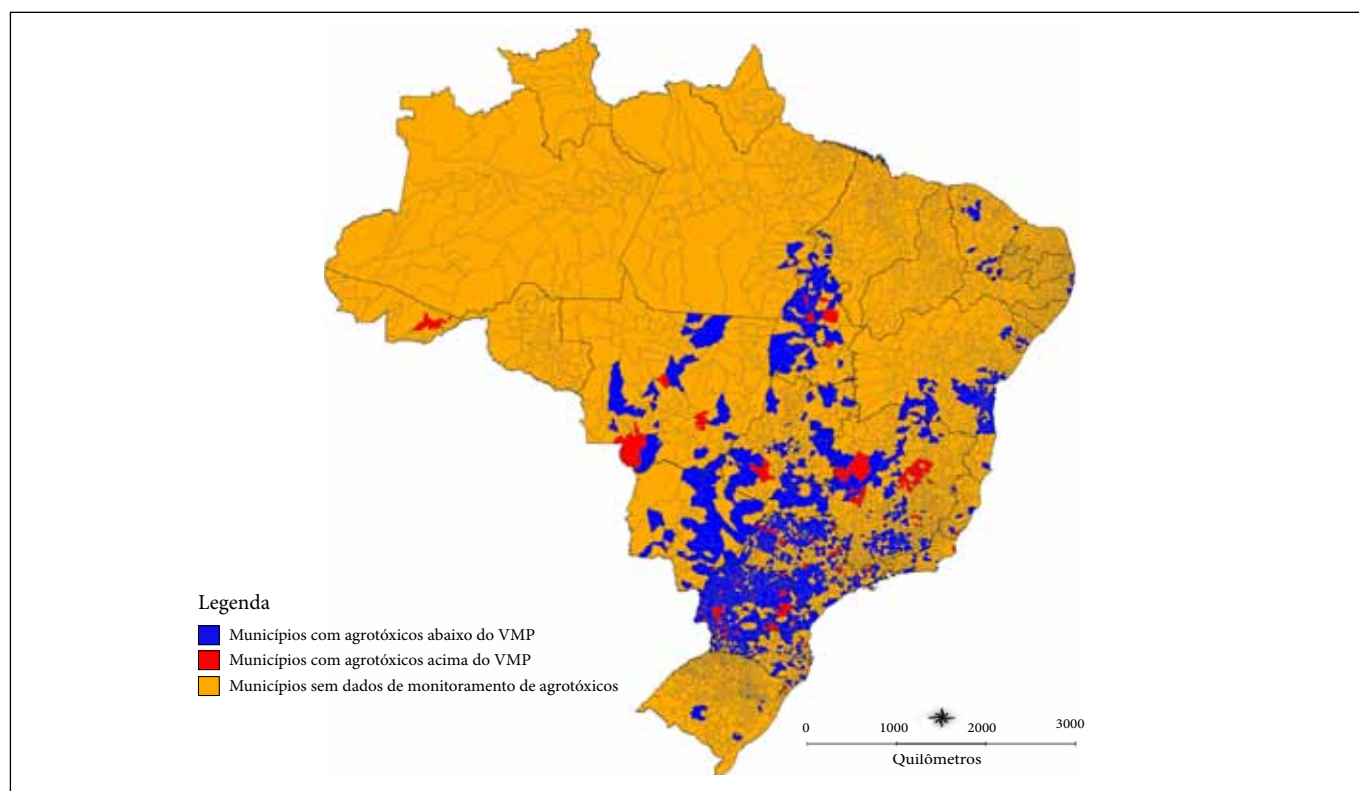 Legenda
Municípios com agrotóxicos abaixo do VMP
Municípios com agrotóxicos acima do VMP
Municípios sem dados de monitoramento de agrotóxicos
0 1000 2000 3000
Quilômetros